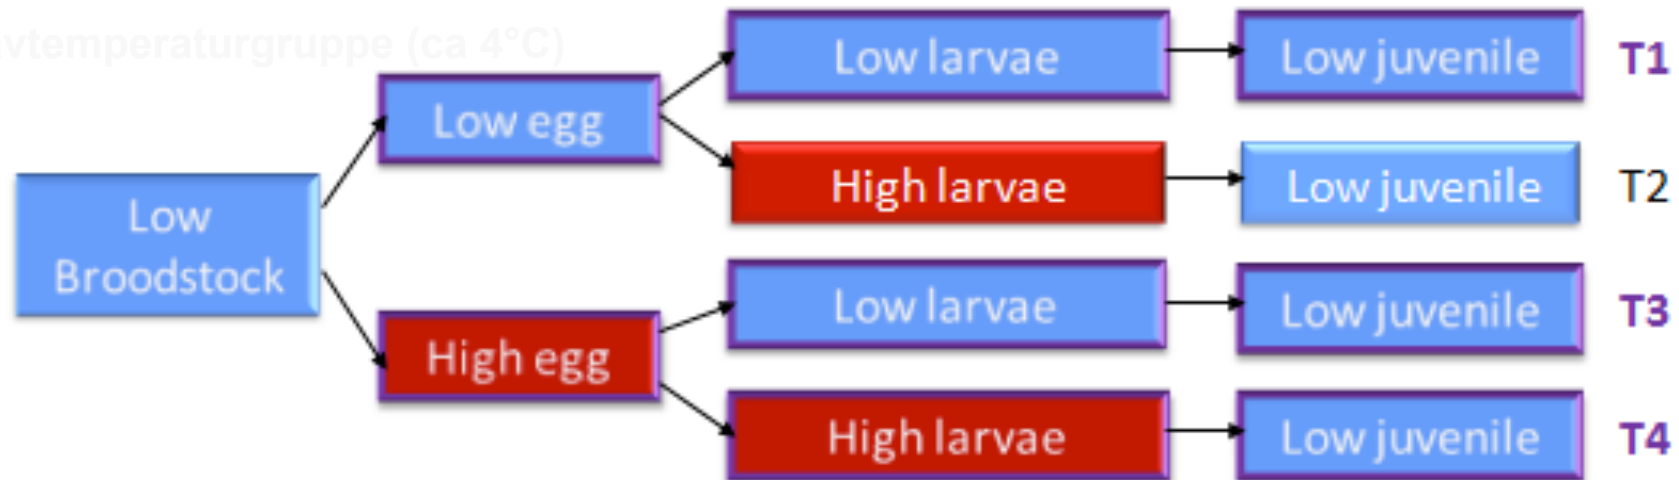 avtemperaturgruppe (ca 4°C)
Low larvae
Low juvenile
T1
Low egg
High larvae
Low juvenile
T2
Low
Broodstock
Low larvae
Low juvenile
T3
High egg
High larvae
Low juvenile
T4